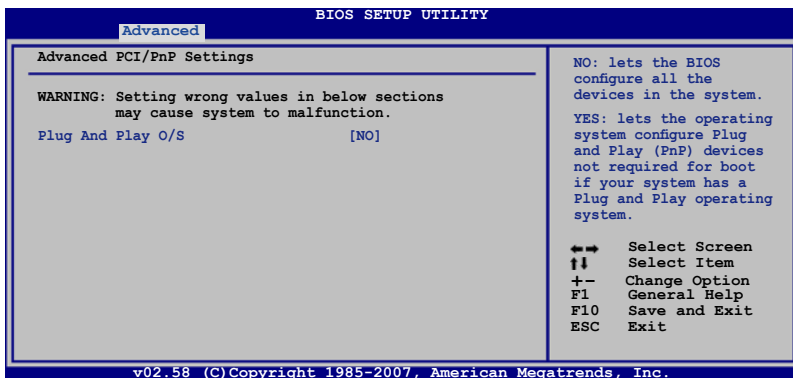 BIOS SETUP UTILITY
Advanced
Advanced PCI/PnP Settings
WARNING: Setting wrong values in below sections
may cause system to malfunction.
Plug And Play O/S [NO]
NO: lets the BIOS
configure all the
devices in the system.
YES: lets the operating
system configure Plug
and Play (PnP) devices
not required for boot
if your system has a
Plug and Play operating
system.
←→ Select Screen
↑↓ Select Item
+- Change Option
F1 General Help
F10 Save and Exit
ESC Exit
v02.58 (C)Copyright 1985-2007, American Megatrends, Inc.